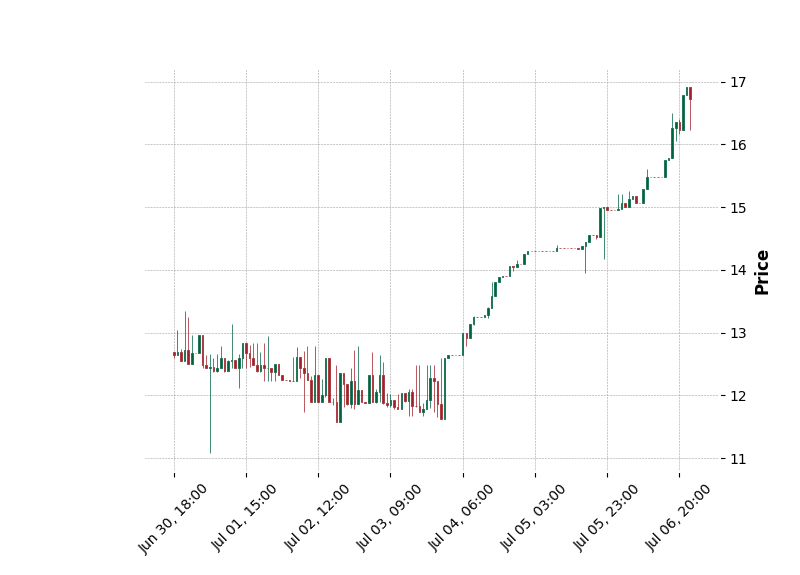 17
16
15
14
13
12
11
Price
Jun 30, 18:00
Jul 01, 15:00
Jul 02, 12:00
Jul 03, 09:00
Jul 04, 06:00
Jul 05, 03:00
Jul 05, 23:00
Jul 06, 20:00